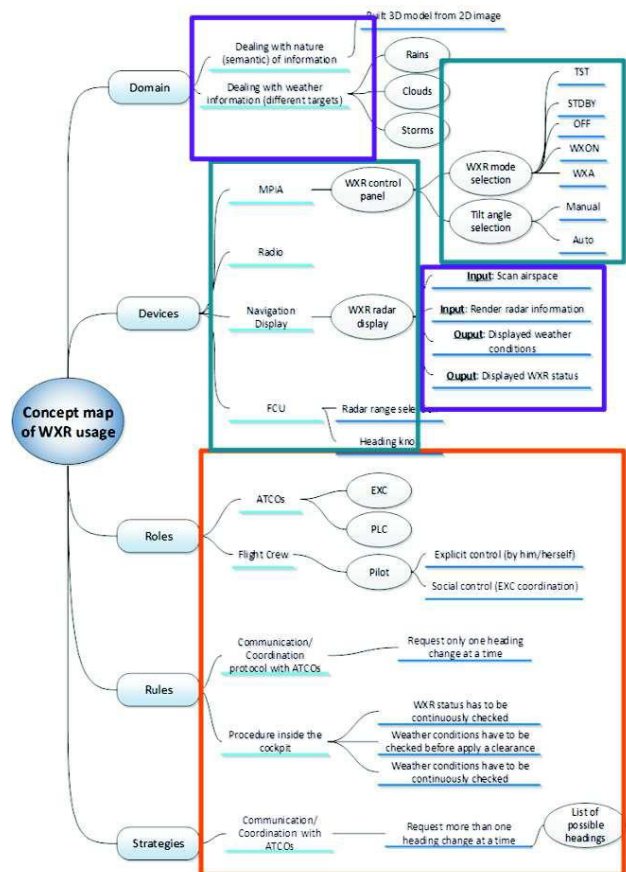 Built 3D model from 2D image
Dealing with nature
(semantic) of information
Domain
Dealing with weather
information (different targets)
Rains
Clouds
Storms
TST
STDBY
OFF
WXON
WXA
WXR mode
selection
Tilt angle
selection
Manual
Auto
MPIA
WXR control
panel
Radio
Devices
Navigation
Display
WXR radar
display
Input: Scan airspace
Input: Render radar information
Ouput: Displayed weather
conditions
Ouput: Displayed WXR status
FCU
Radar range
Heading
Concept map
of WXR usage
Roles
ATCOs
EXC
PLC
Flight Crew
Pilot
Explicit control (by him/herself)
Social control (EXC coordination)
Rules
Communication/
Coordination
protocol with ATCOs
Request only one heading
change at a time
Procedure inside the
cockpit
WXR status has to be
continuously checked
Weather conditions have to be
checked before apply a clearance
Weather conditions have to be
continuously checked
Strategies
Communication/
Coordination with
ATCOs
Request more than one
heading change at a time
List of
possible
headings